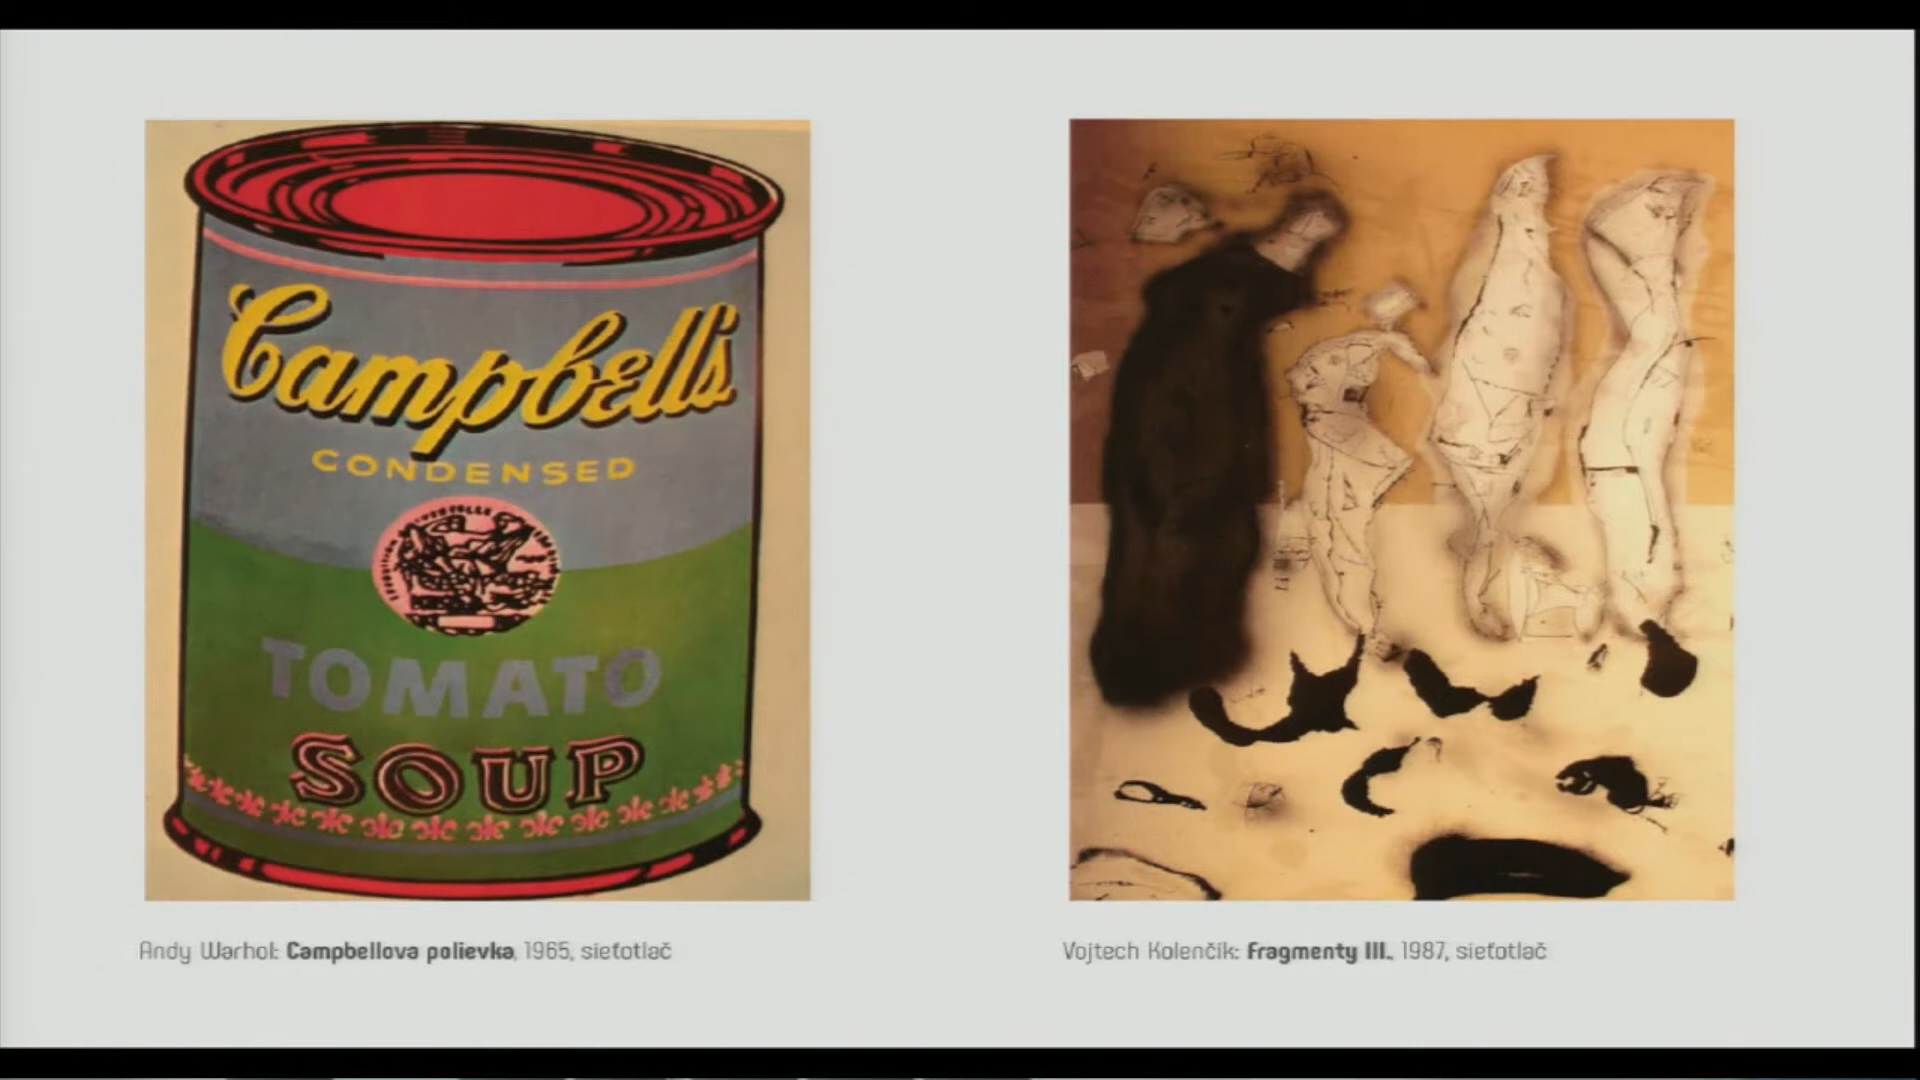 Campbell's
CONDENSED
TOMATO
SOUP
Andy Warhol: Campbellova polievka, 1965, sieťotlač
Vojtech Kolenčík: Fragmenty III., 1987, sieťotlač